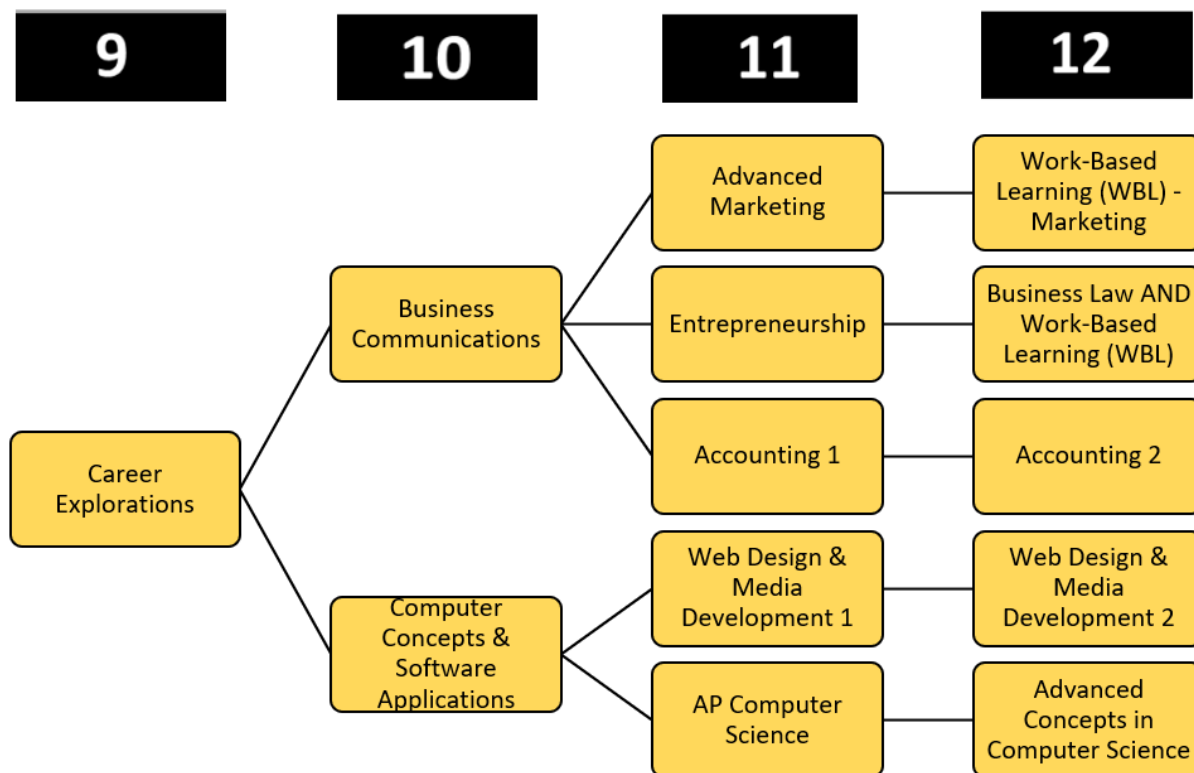 9
10
11
12
Career
Explorations
Business
Communications
Computer
Concepts &
Software
Applications
Advanced
Marketing
Entrepreneurship
Accounting 1
Web Design &
Media
Development 1
AP Computer
Science
Work-Based
Learning (WBL) -
Marketing
Business Law AND
Work-Based
Learning (WBL)
Accounting 2
Web Design &
Media
Development 2
Advanced
Concepts in
Computer Science